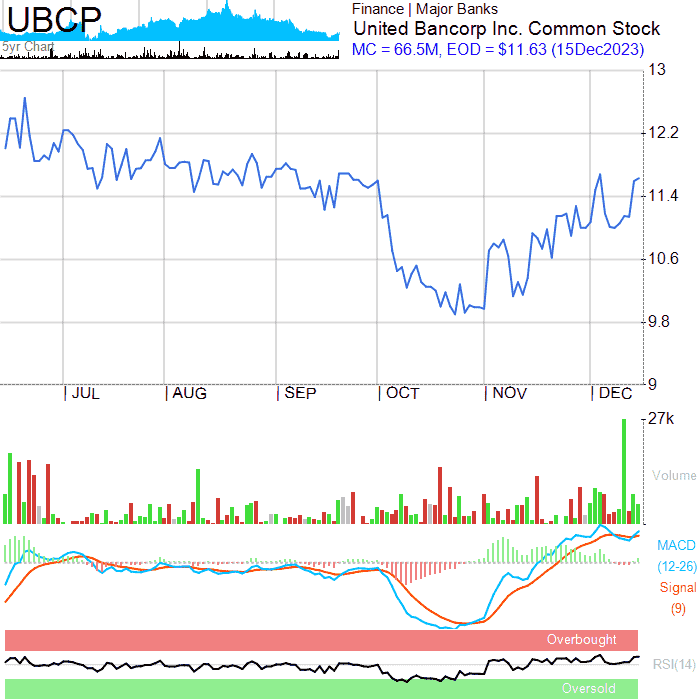 UBCP
5yr Chart
Finance | Major Banks
United Bancorp Inc. Common Stock
MC = 66.5M, EOD = $11.63 (15Dec2023)
13
12.2
11.4
10.6
9.8
9
JUL AUG SEP OCT NOV DEC
27k
Volume
MACD
(12-26)
Signal
(9)
Overbought
RSI(14)
Oversold